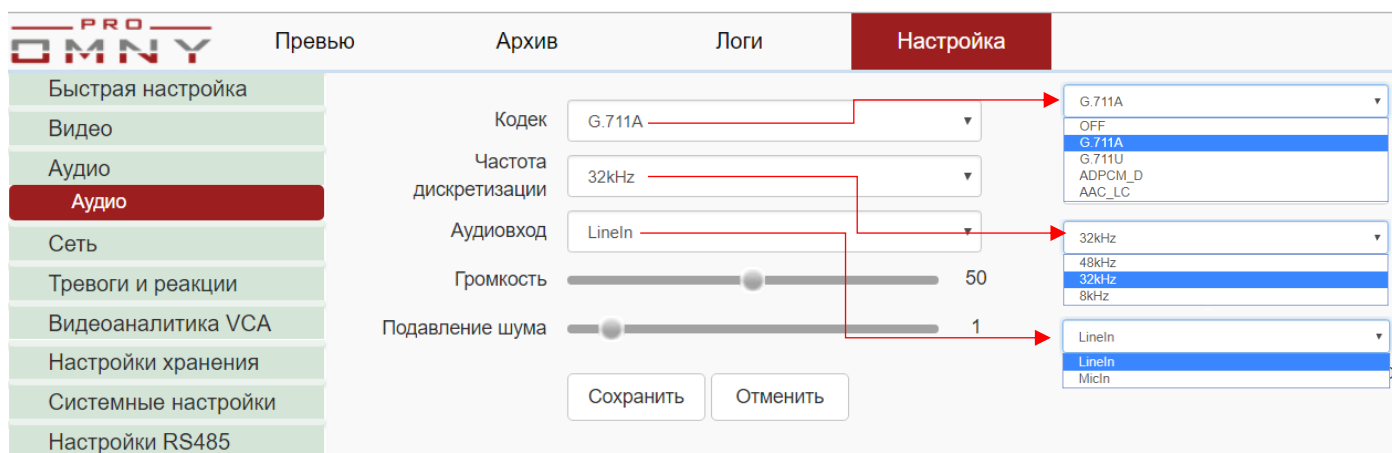 PRO
OMNY
Превью
Архив
Логи
Настройка
Быстрая настройка
Видео
Аудио
Аудио
Сеть
Тревоги и реакции
Видеоаналитика VCA
Настройки хранения
Системные настройки
Настройки RS485
Кодек
G.711A
Частота
дискретизации
32kHz
Аудиовход
LineIn
Громкость
50
Подавление шума
1
Сохранить
Отменить
G.711A
OFF
G.711A
G.711U
ADPCM_D
AAC_LC
32kHz
48kHz
32kHz
8kHz
LineIn
LineIn
MicIn